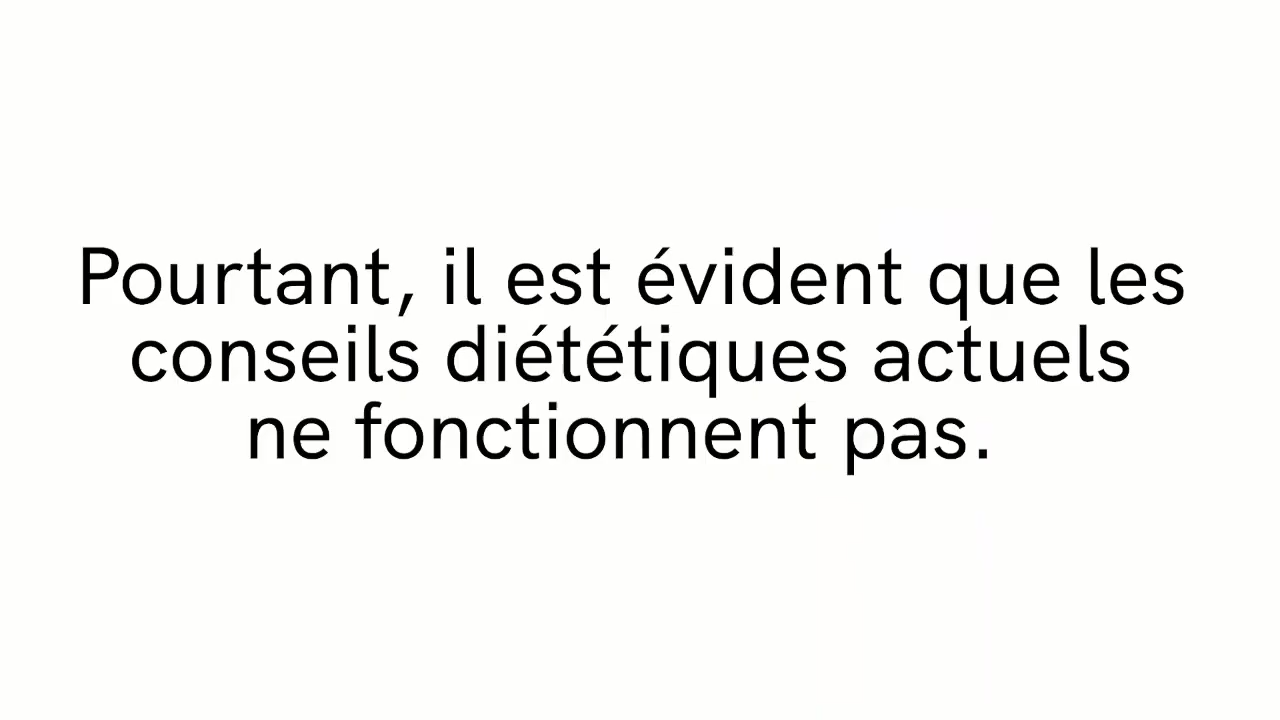 Pourtant, il est évident que les
conseils diététiques actuels
ne fonctionnent pas.